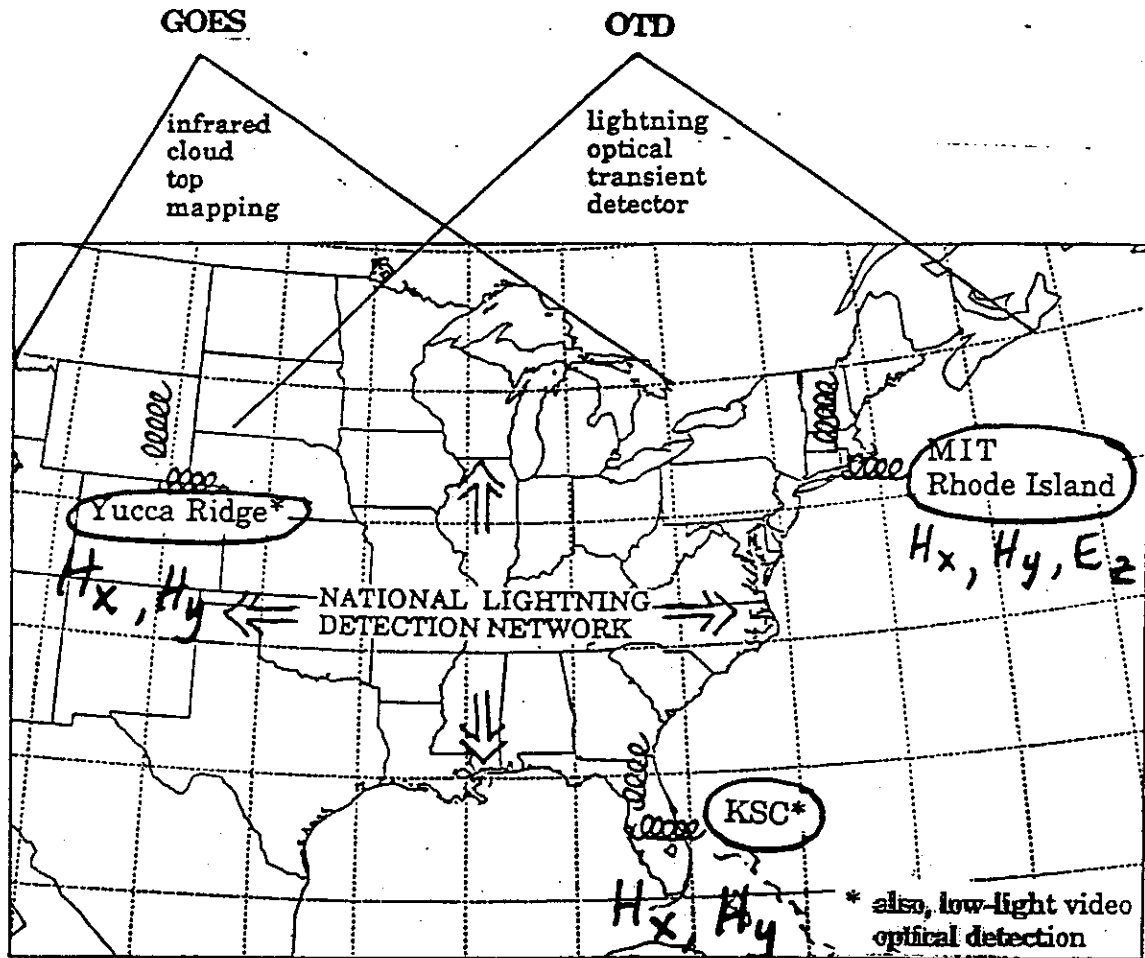 GOES
OTD
infrared
cloud
top
mapping
lightning
optical
transient
detector
MIT
Rhode Island
Hx, Hy, Ez
Yucca Ridge*
Hx, Hy
NATIONAL LIGHTNING
DETECTION NETWORK
KSC*
Hx, Hy
* also, low-light video
optical detection